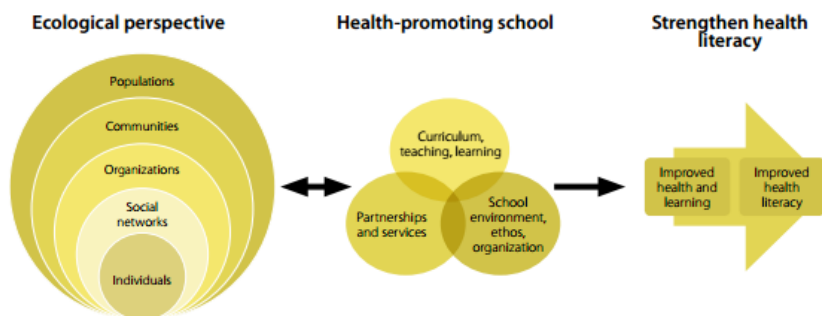 Ecological perspective
Health-promoting school
Strengthen health
literacy
Populations
Communities
Organizations
Social
networks
Individuals
Curriculum,
teaching, learning
Partnerships
and services
School
environment,
ethos,
organization
Improved
health and
learning
Improved
health
literacy